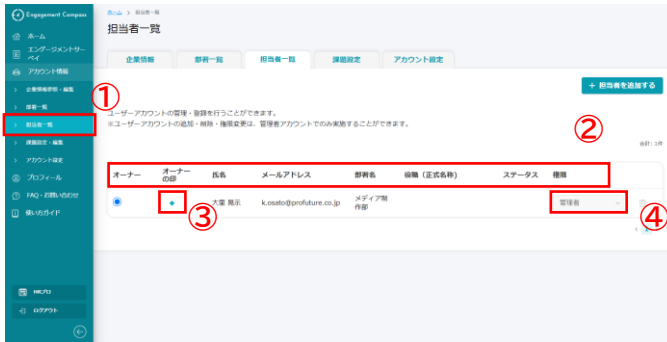 Engagement Compass
ホーム
エンゲージメントサーベイ
アカウント情報
企業情報参照・編集
部署一覧
担当者一覧
課題設定・編集
アカウント設定
プロフィール
FAQ・お問い合わせ
使い方ガイド
HRプロ
ログアウト
ホーム > 担当者一覧
担当者一覧
企業情報 部署一覧 担当者一覧 課題設定 アカウント設定
+ 担当者を追加する
①
ユーザーアカウントの管理・登録を行うことができます。
※ユーザーアカウントの追加・削除・権限変更は、管理者アカウントでのみ実施することができます。
②
合計: 1件
オーナー オーナーの印 氏名 メールアドレス 部署名 役職（正式名称） ステータス 権限
k.osato@profuture.co.jp メディア制作部 管理者
③
④